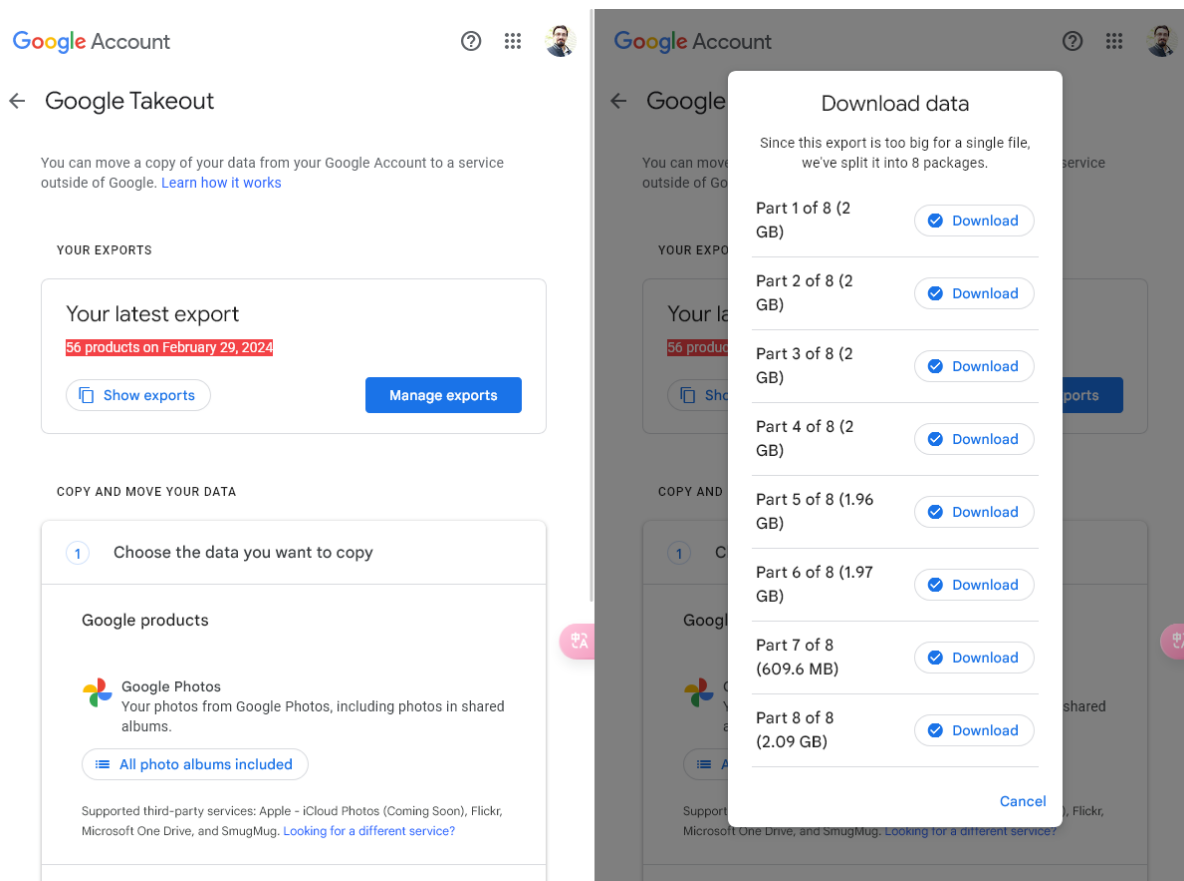 Google Account
Google Takeout
You can move a copy of your data from your Google Account to a service
outside of Google. Learn how it works
YOUR EXPORTS
Your latest export
56 products on February 29, 2024
Show exports
Manage exports
COPY AND MOVE YOUR DATA
1 Choose the data you want to copy
Google products
Google Photos
Your photos from Google Photos, including photos in shared
albums.
All photo albums included
Supported third-party services: Apple - iCloud Photos (Coming Soon), Flickr,
Microsoft One Drive, and SmugMug. Looking for a different service?
中
A
Google Account
Google
You can move
service
outside of Go
YOUR EXPO
Your la
56 produc
Sho
ports
COPY AND
1 C
Googl
shared
a
A
Support
), Flickr,
Microsoft One Drive, and SmugMug. Looking for a different service?
Download data
Since this export is too big for a single file,
we've split it into 8 packages.
Part 1 of 8 (2
GB)
Download
Part 2 of 8 (2
GB)
Download
Part 3 of 8 (2
GB)
Download
Part 4 of 8 (2
GB)
Download
Part 5 of 8 (1.96
GB)
Download
Part 6 of 8 (1.97
GB)
Download
Part 7 of 8
(609.6 MB)
Download
Part 8 of 8
(2.09 GB)
Download
Cancel